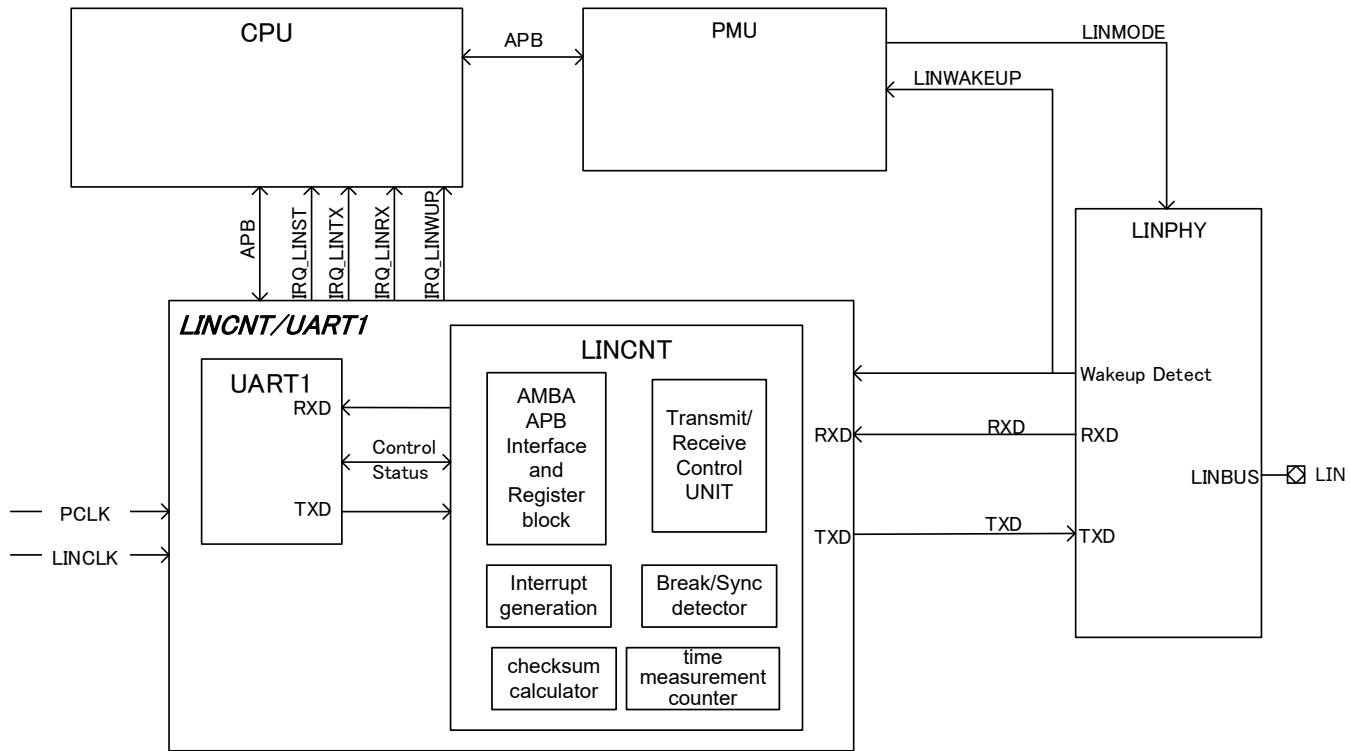 CPU
PMU
APB
LINMODE
LINWAKEUP
APB
IRQ_LINST
IRQ_LINTX
IRQ_LINRX
IRQ_LINWUP
LINPHY
LINCNT/UART1
LINCNT
UART1
RXD
Control
Status
TXD
AMBA
APB
Interface
and
Register
block
Transmit/
Receive
Control
UNIT
Interrupt
generation
Break/Sync
detector
checksum
calculator
time
measurement
counter
PCLK
LINCLK
Wakeup Detect
RXD
RXD
RXD
LINBUS
LIN
TXD
TXD
TXD